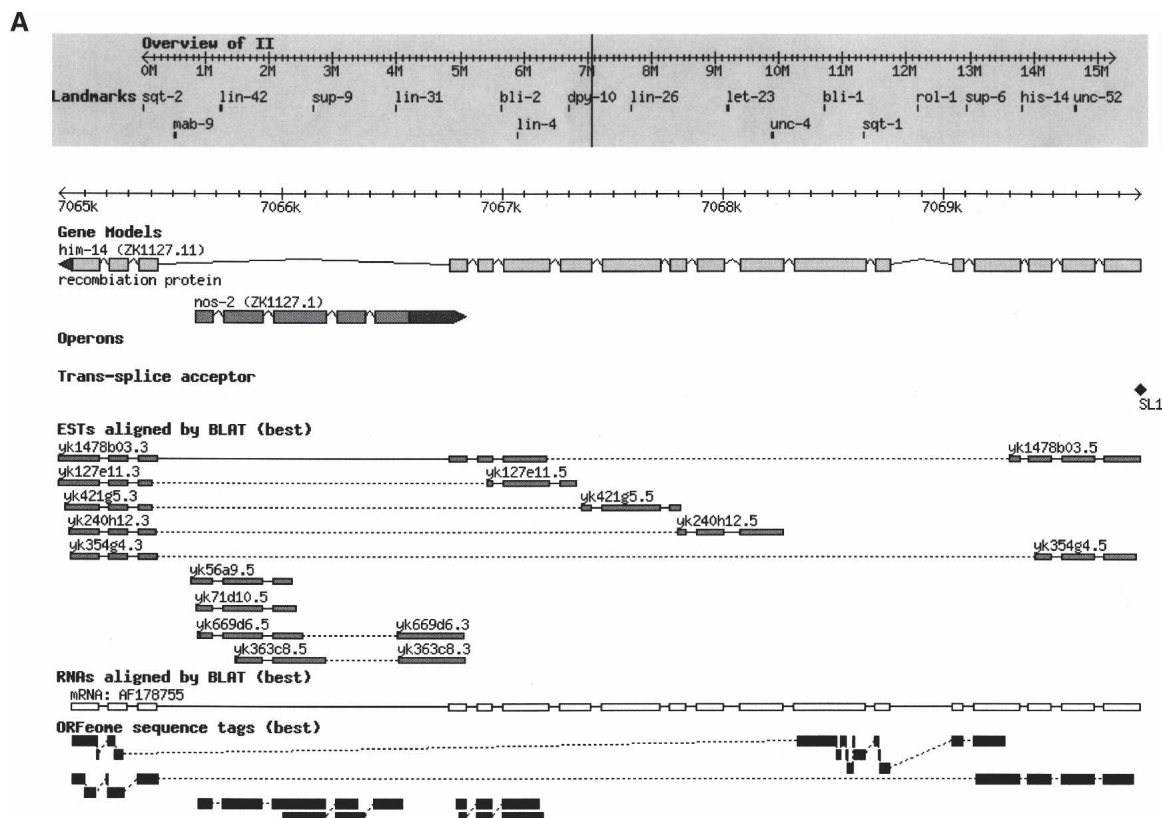 A
Overview of II
0M 1M 2M 3M 4M 5M 6M 7M 8M 9M 10M 11M 12M 13M 14M 15M
Landmarks sqt-2 lin-42 sup-9 lin-31 bli-2 dpy-10 lin-26 let-23 bli-1 rol-1 sup-6 his-14 unc-52
mab-9 lin-4 unc-4 sqt-1
7065k 7066k 7067k 7068k 7069k
Gene Models
him-14 (ZK1127.11)
recombiation protein
nos-2 (ZK1127.1)
Operons
Trans-splice acceptor
SL1
ESTs aligned by BLAT (best)
yk1478b03.3 yk1478b03.5
yk127e11.3 yk127e11.5
yk421g5.3 yk421g5.5
yk240h12.3 yk240h12.5
yk354g4.3 yk354g4.5
yk56a9.5
yk71d10.5
yk669d6.5 yk669d6.3
yk363c8.5 yk363c8.3
RNAs aligned by BLAT (best)
mRNA: AF178755
ORFeome sequence tags (best)